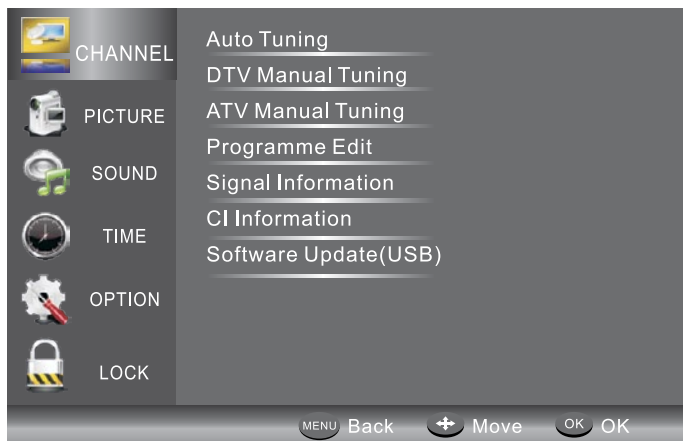 CHANNEL
PICTURE
SOUND
TIME
OPTION
LOCK
Auto Tuning
DTV Manual Tuning
ATV Manual Tuning
Programme Edit
Signal Information
CI Information
Software Update(USB)
MENU Back Move OK OK